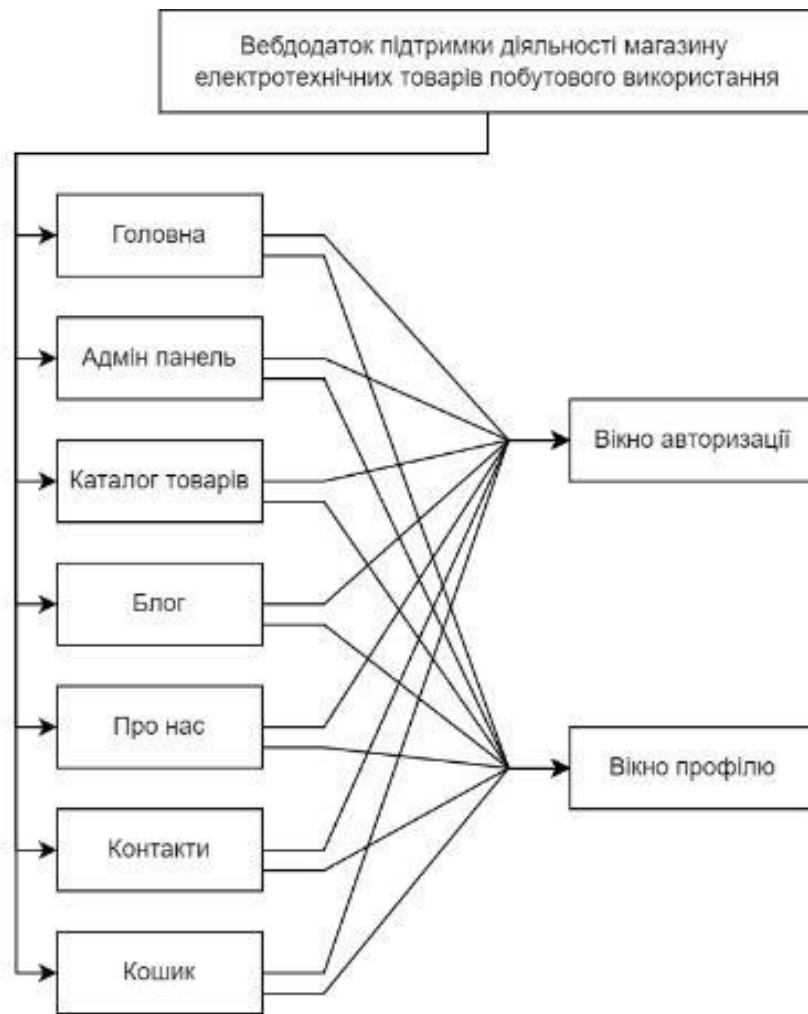 Вебдодаток підтримки діяльності магазину
електротехнічних товарів побутового використання
Головна
Адмін панель
Каталог товарів
Блог
Про нас
Контакти
Кошик
Вікно авторизації
Вікно профілю